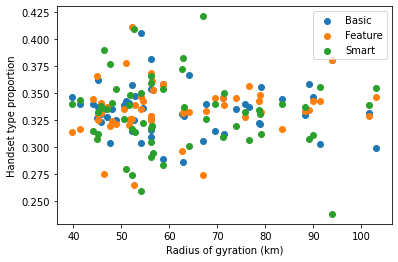 0.425
0.400
0.375
0.350
0.325
0.300
0.275
0.250
Handset type proportion
Basic
Feature
Smart
40 50 60 70 80 90 100
Radius of gyration (km)